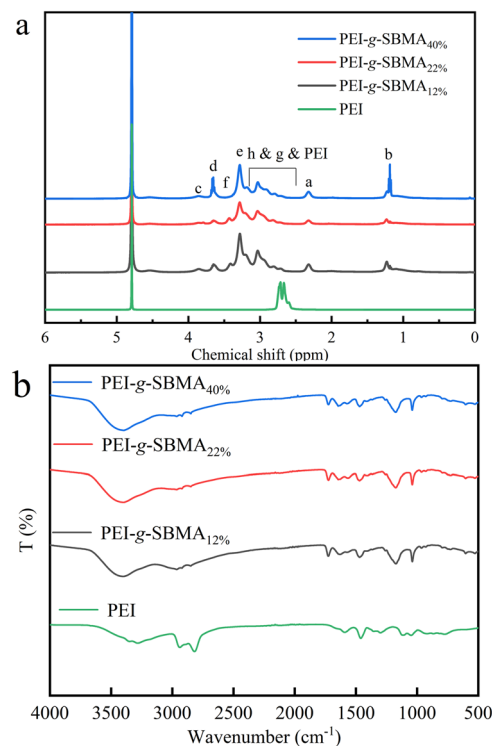 a
PEI-g-SBMA40%
PEI-g-SBMA22%
PEI-g-SBMA12%
PEI
c
d
f
e
h & g & PEI
a
b
6 5 4 3 2 1 0
Chemical shift (ppm)
b
PEI-g-SBMA40%
PEI-g-SBMA22%
PEI-g-SBMA12%
PEI
T (%)
4000 3500 3000 2500 2000 1500 1000 500
Wavenumber (cm-1)